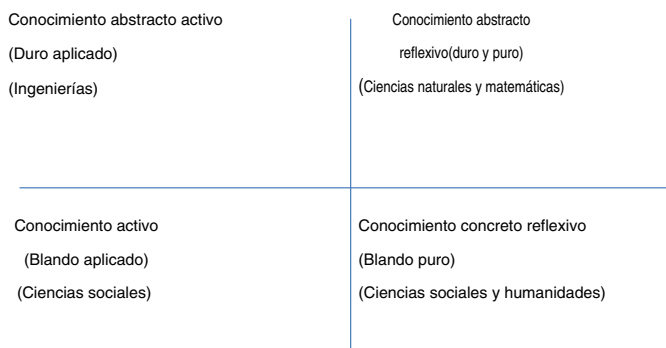 Conocimiento abstracto activo
(Duro aplicado)
(Ingenierías)
Conocimiento abstracto
reflexivo(duro y puro)
(Ciencias naturales y matemáticas)
Conocimiento activo
(Blando aplicado)
(Ciencias sociales)
Conocimiento concreto reflexivo
(Blando puro)
(Ciencias sociales y humanidades)